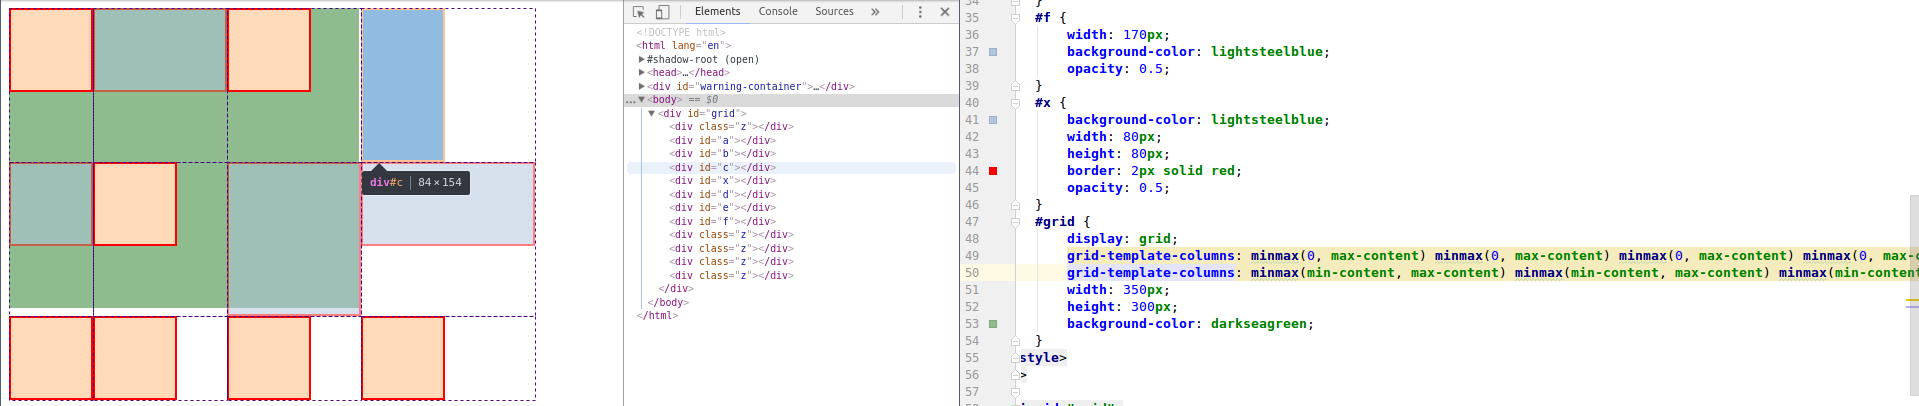 div#c 84 × 154
Elements Console Sources »
<!DOCTYPE html>
<html lang="en">
▶#shadow-root (open)
▶<head>…</head>
▶<div id="warning-container">…</div>
… ▼<body> == $0
▼<div id="grid">
<div class="z"></div>
<div id="a"></div>
<div id="b"></div>
<div id="c"></div>
<div id="x"></div>
<div id="d"></div>
<div id="e"></div>
<div id="f"></div>
<div class="z"></div>
<div class="z"></div>
<div class="z"></div>
<div class="z"></div>
</div>
</body>
</html>
34 }
35 #f {
36 width: 170px;
37 background-color: lightsteelblue;
38 opacity: 0.5;
39 }
40 #x {
41 background-color: lightsteelblue;
42 width: 80px;
43 height: 80px;
44 border: 2px solid red;
45 opacity: 0.5;
46 }
47 #grid {
48 display: grid;
49 grid-template-columns: minmax(0, max-content) minmax(0, max-content) minmax(0, max-content) minmax(0, max-c
50 grid-template-columns: minmax(min-content, max-content) minmax(min-content, max-content) minmax(min-content
51 width: 350px;
52 height: 300px;
53 background-color: darkseagreen;
54 }
55 style>
56 >
57